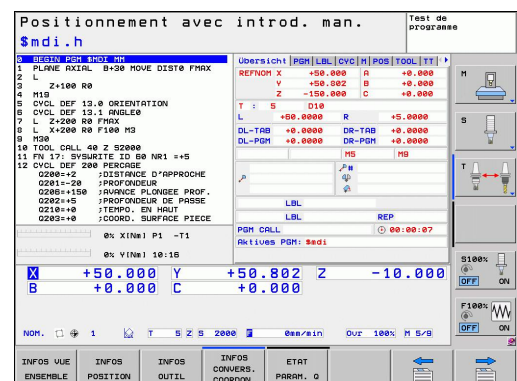 Positionnement avec introd. man.
Test de programme
$mdi.h
0 BEGIN PGM $MDI MM
1 PLANE AXIAL B+30 MOVE DIST0 FMAX
2 L
3 Z+100 R0
4 M19
5 CYCL DEF 13.0 ORIENTATION
6 CYCL DEF 13.1 ANGLE0
7 L Z+200 R0 FMAX
8 L X+200 R0 F100 M3
9 M30
10 TOOL CALL 40 Z S2000
11 FN 17: SYSWRITE ID 60 NR1 =+5
12 CYCL DEF 200 PERCAGE
Q200=+2 ;DISTANCE D'APPROCHE
Q201=-20 ;PROFONDEUR
Q206=+150 ;AVANCE PLONGEE PROF.
Q202=+5 ;PROFONDEUR DE PASSE
Q210=+0 ;TEMPO. EN HAUT
Q203=+0 ;COORD. SURFACE PIECE
0% X[Nm] P1 -T1
0% Y[Nm] 10:16
Übersicht PGM LBL CYC M POS TOOL TT
REFNOM X +50.000 A +0.000
Y +50.802 B +0.000
Z -150.000 C +0.000
T : 5 D10
L +60.0000 R +5.0000
DL-TAB +0.0000 DR-TAB +0.0000
DL-PGM +0.0000 DR-PGM +0.0000
M5 M9
LBL
LBL REP
PGM CALL 00:00:07
Aktives PGM: $mdi
X +50.000 Y +50.802 Z -10.000
B +0.000 C +0.000
NOM. 1 T 5 Z S 2000 0mm/min Ovr 100% M 5/9
M
S
T
S100%
OFF ON
F100%
OFF ON
INFOS VUE ENSEMBLE
INFOS POSITION
INFOS OUTIL
INFOS CONVERS. COORDON.
ETAT PARAM. Q